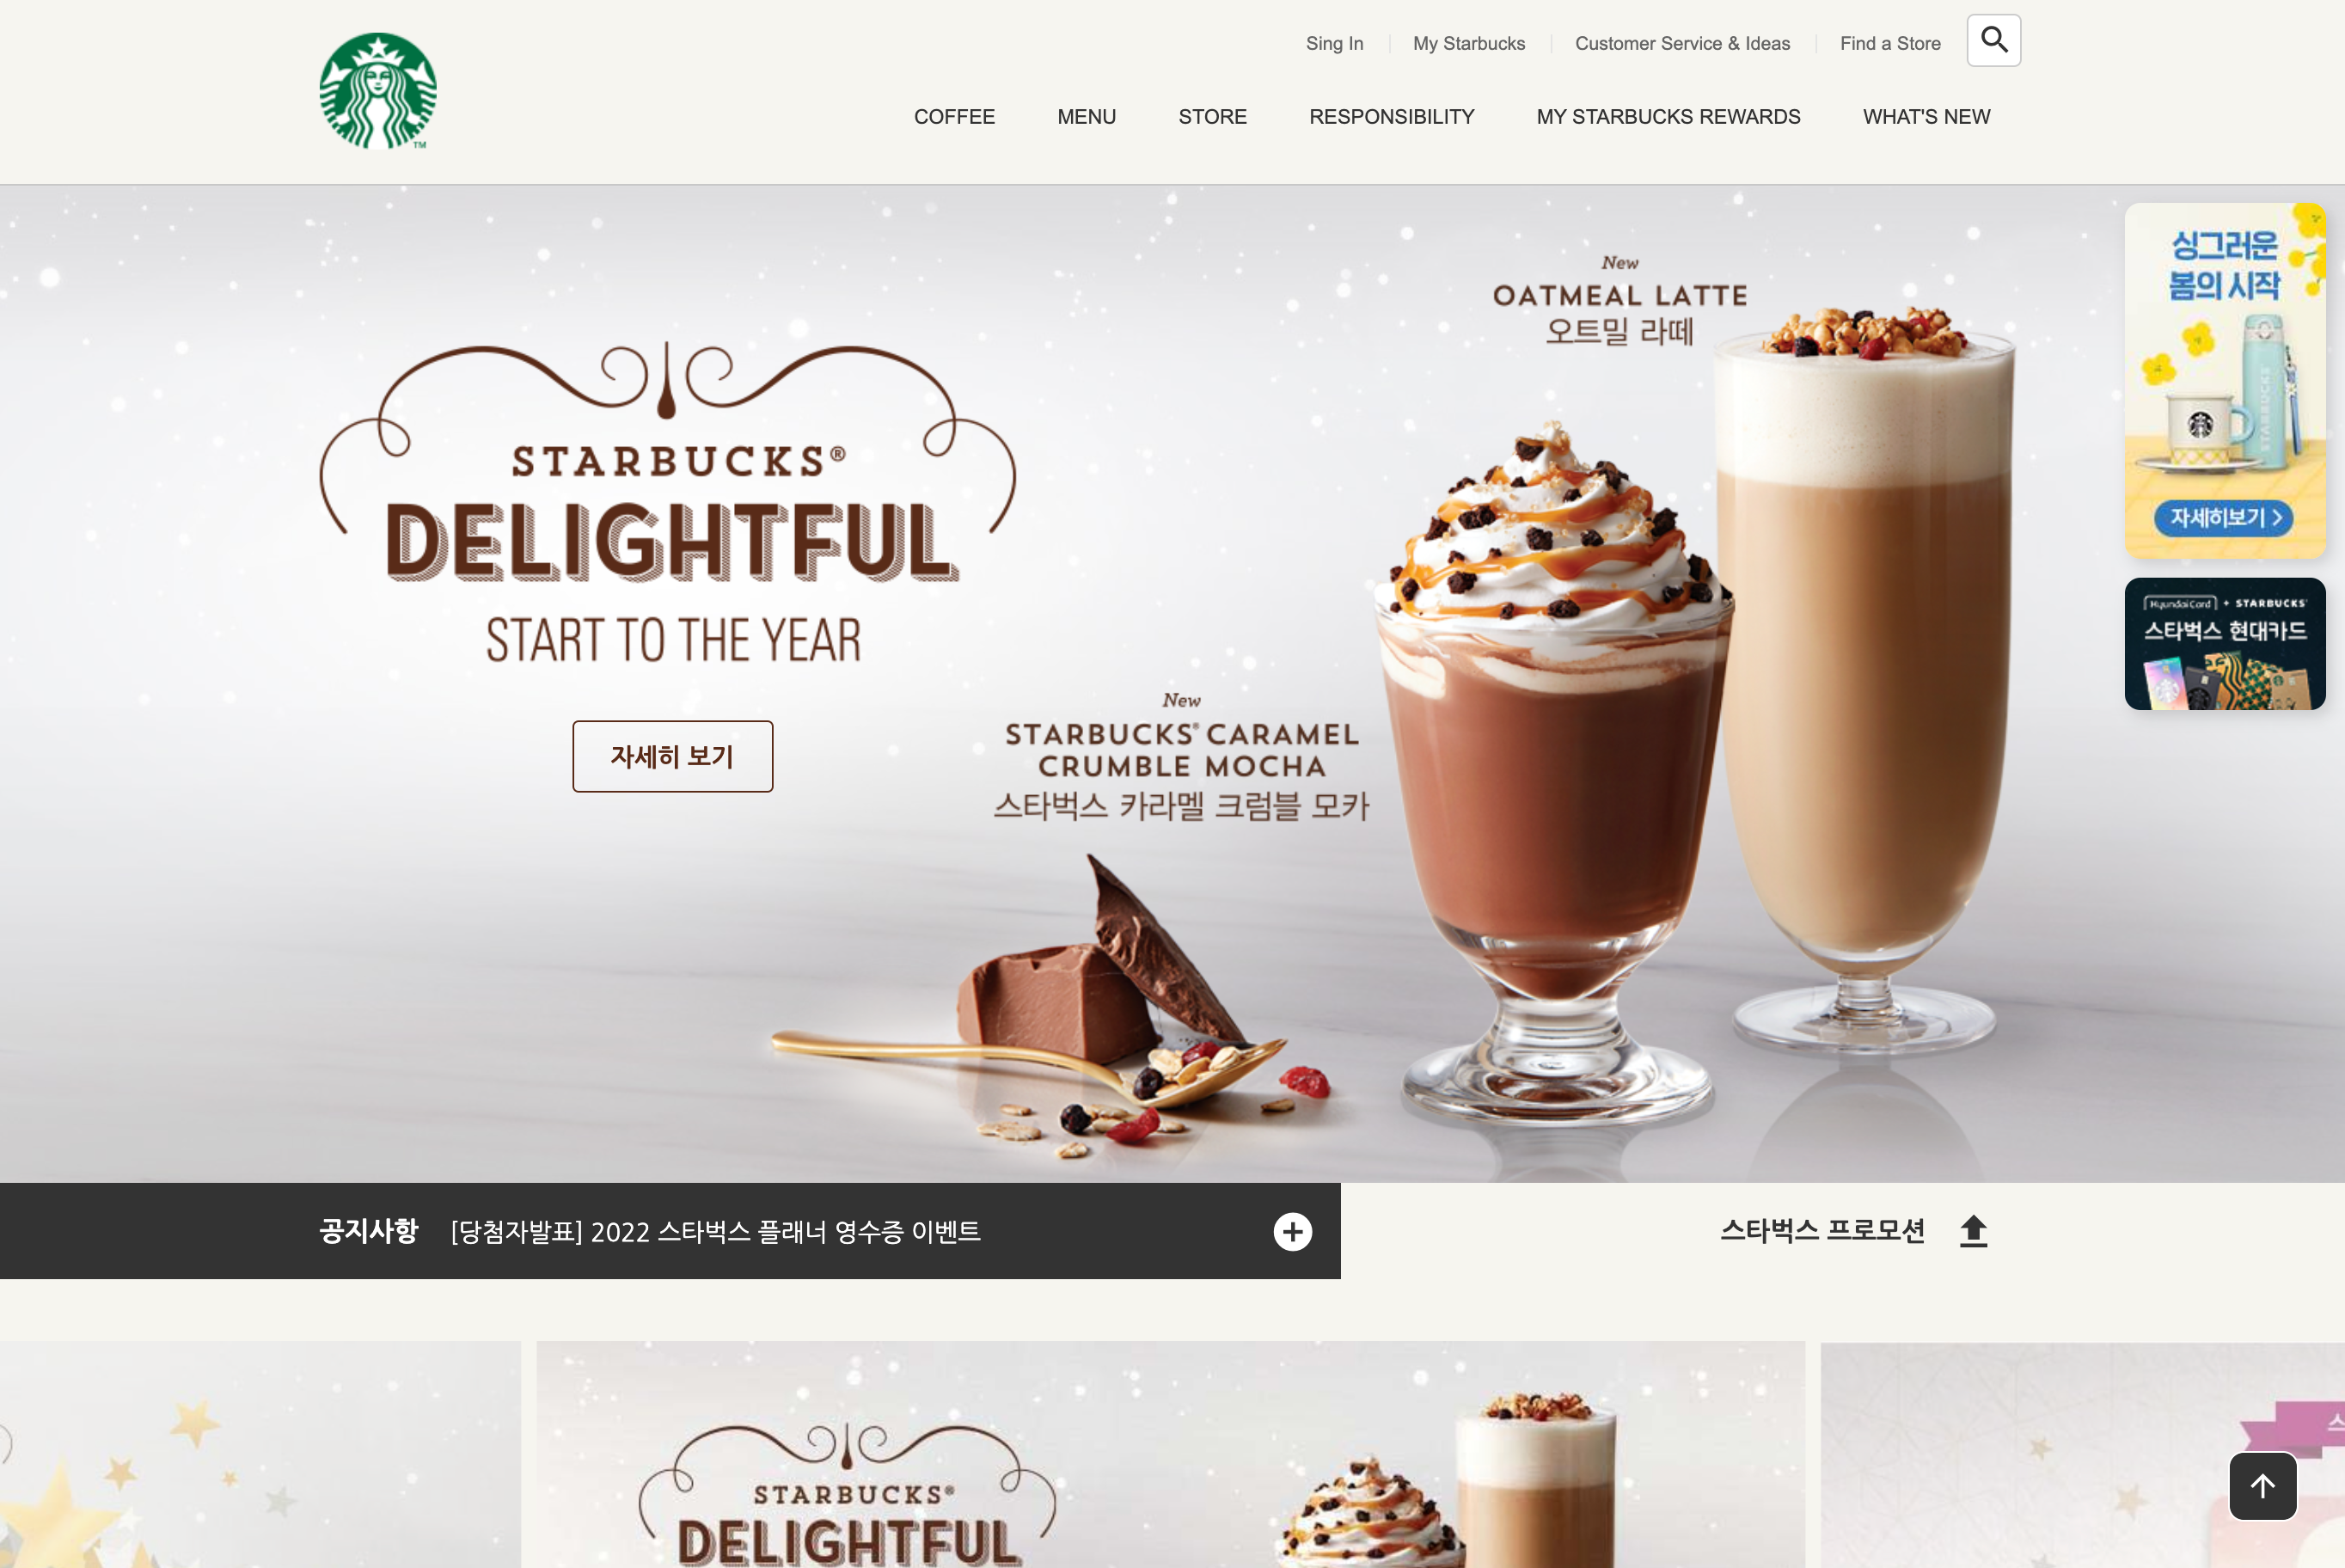 Sing In
My Starbucks
Customer Service & Ideas
Find a Store
TM
COFFEE
MENU
STORE
RESPONSIBILITY
MY STARBUCKS REWARDS
WHAT'S NEW
STARBUCKS®
DELIGHTFUL
START TO THE YEAR
자세히 보기
New
OATMEAL LATTE
오트밀 라떼
New
STARBUCKS® CARAMEL
CRUMBLE MOCHA
스타벅스 카라멜 크럼블 모카
싱그러운
봄의 시작
STARBUCKS
자세히보기 >
HyundaiCard + STARBUCKS
스타벅스 현대카드
공지사항 [당첨자발표] 2022 스타벅스 플래너 영수증 이벤트
스타벅스 프로모션
STARBUCKS®
DELIGHTFUL